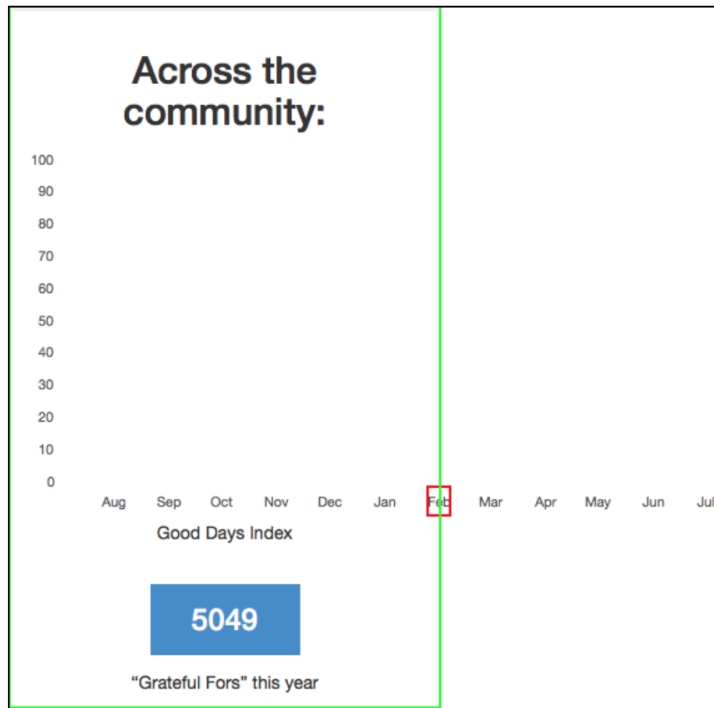 Across the
community:
100
90
80
70
60
50
40
30
20
10
0
Aug Sep Oct Nov Dec Jan Feb Mar Apr May Jun Jul
Good Days Index
5049
“Grateful Fors” this year